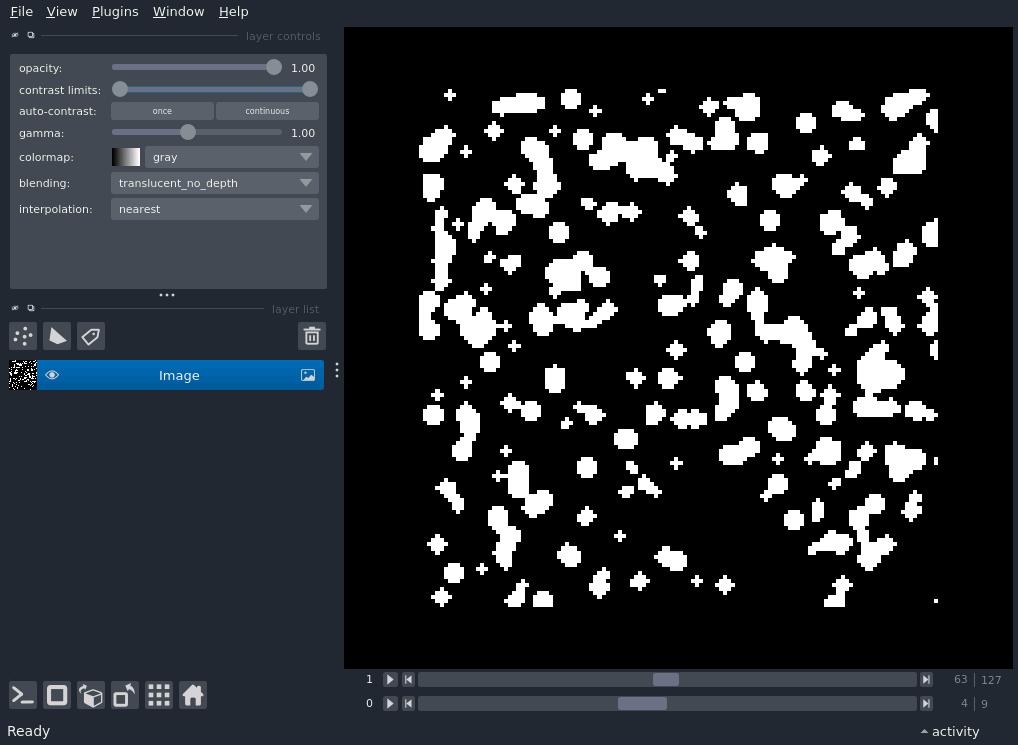 File View Plugins Window Help
layer controls
opacity: 1.00
contrast limits:
auto-contrast: once continuous
gamma: 1.00
colormap: gray
blending: translucent_no_depth
interpolation: nearest
layer list
Image
1 63 127
0 4 9
Ready activity